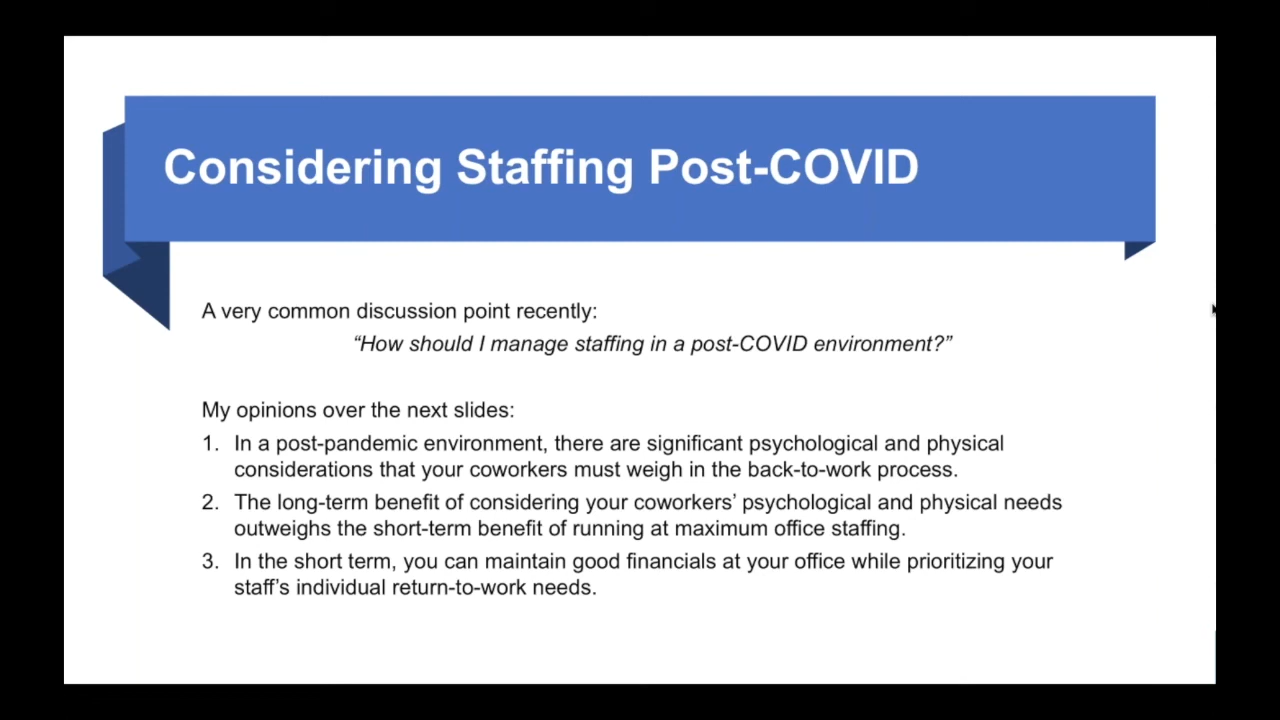 Considering Staffing Post-COVID
A very common discussion point recently:
“How should I manage staffing in a post-COVID environment?”
My opinions over the next slides:
1. In a post-pandemic environment, there are significant psychological and physical
considerations that your coworkers must weigh in the back-to-work process.
2. The long-term benefit of considering your coworkers’ psychological and physical needs
outweighs the short-term benefit of running at maximum office staffing.
3. In the short term, you can maintain good financials at your office while prioritizing your
staff’s individual return-to-work needs.